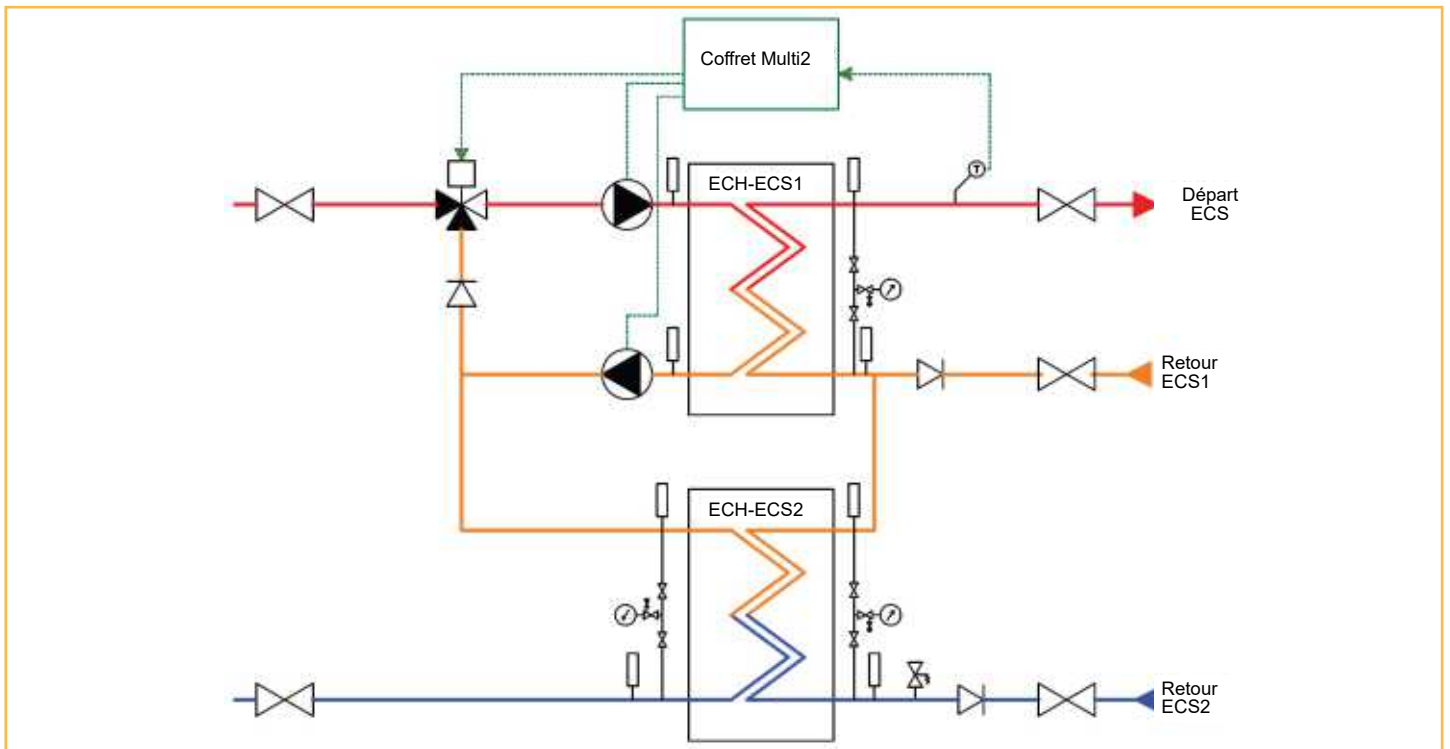 Coffret Multi2
T
ECH-ECS1
Départ
ECS
Retour
ECS1
ECH-ECS2
Retour
ECS2